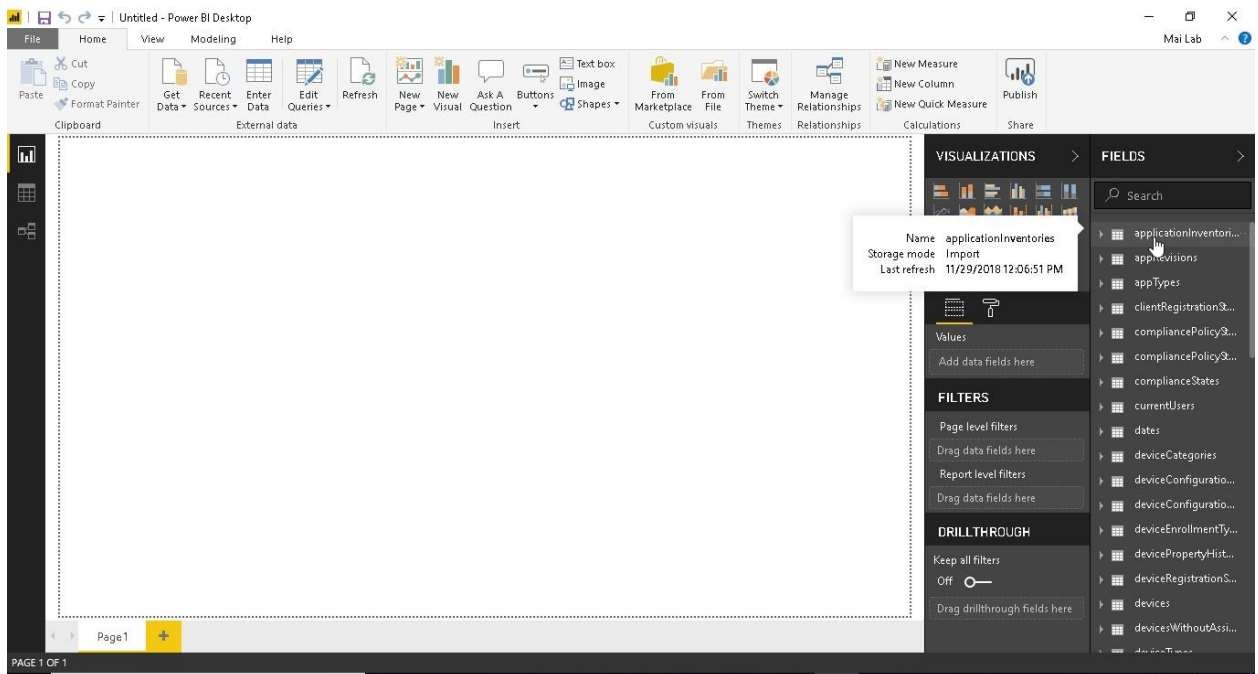 Untitled - Power BI Desktop
File Home View Modeling Help Mai Lab
Paste
Cut
Copy
Format Painter
Clipboard
Get Data
Recent Sources
Enter Data
Edit Queries
Refresh
External data
New Page
New Visual
Ask A Question
Buttons
Text box
Image
Shapes
Insert
From Marketplace
From File
Custom visuals
Switch Theme
Themes
Manage Relationships
Relationships
New Measure
New Column
New Quick Measure
Calculations
Publish
Share
VISUALIZATIONS
Name applicationInventories
Storage mode Import
Last refresh 11/29/2018 12:06:51 PM
Values
Add data fields here
FILTERS
Page level filters
Drag data fields here
Report level filters
Drag data fields here
DRILLTHROUGH
Keep all filters
Off
Drag drillthrough fields here
FIELDS
Search
applicationInventori...
appRevisions
appTypes
clientRegistrationSt...
compliancePolicySt...
compliancePolicySt...
complianceStates
currentUsers
dates
deviceCategories
deviceConfiguratio...
deviceConfiguratio...
deviceEnrollmentTy...
devicePropertyHist...
deviceRegistrationS...
devices
devicesWithoutAssi...
deviceTypes
Page 1
PAGE 1 OF 1